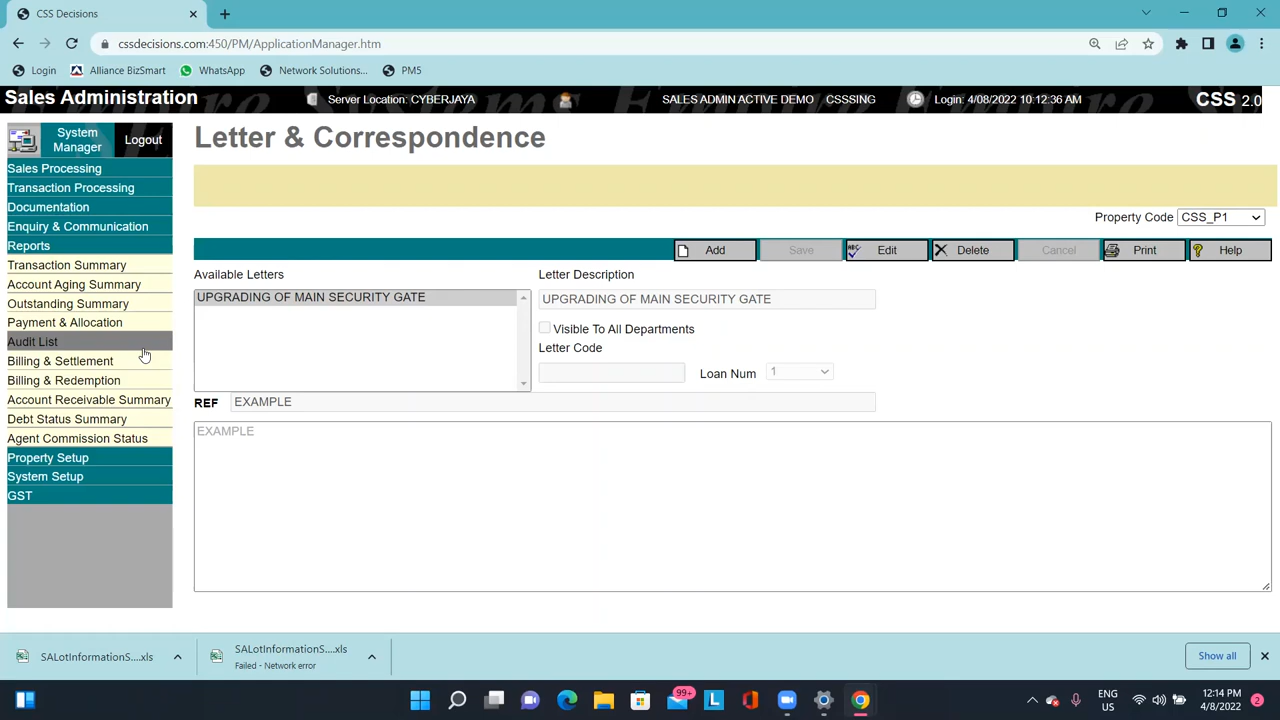 CSS Decisions
cssdecisions.com:450/PM/ApplicationManager.htm
Login
Alliance BizSmart
WhatsApp
Network Solutions...
PM5
Sales Administration
Server Location: CYBERJAYA
SALES ADMIN ACTIVE DEMO
CSSSING
Login: 4/08/2022 10:12:36 AM
CSS 2.0
System Manager
Logout
Sales Processing
Transaction Processing
Documentation
Enquiry & Communication
Reports
Transaction Summary
Account Aging Summary
Outstanding Summary
Payment & Allocation
Audit List
Billing & Settlement
Billing & Redemption
Account Receivable Summary
Debt Status Summary
Agent Commission Status
Property Setup
System Setup
GST
Letter & Correspondence
Property Code CSS_P1
Add
Save
Edit
Delete
Cancel
Print
Help
Available Letters
UPGRADING OF MAIN SECURITY GATE
Letter Description
UPGRADING OF MAIN SECURITY GATE
Visible To All Departments
Letter Code
Loan Num 1
REF EXAMPLE
EXAMPLE
SALotInformationS....xls
SALotInformationS....xls
Failed - Network error
Show all
99+
ENG
US
12:14 PM
4/8/2022
2